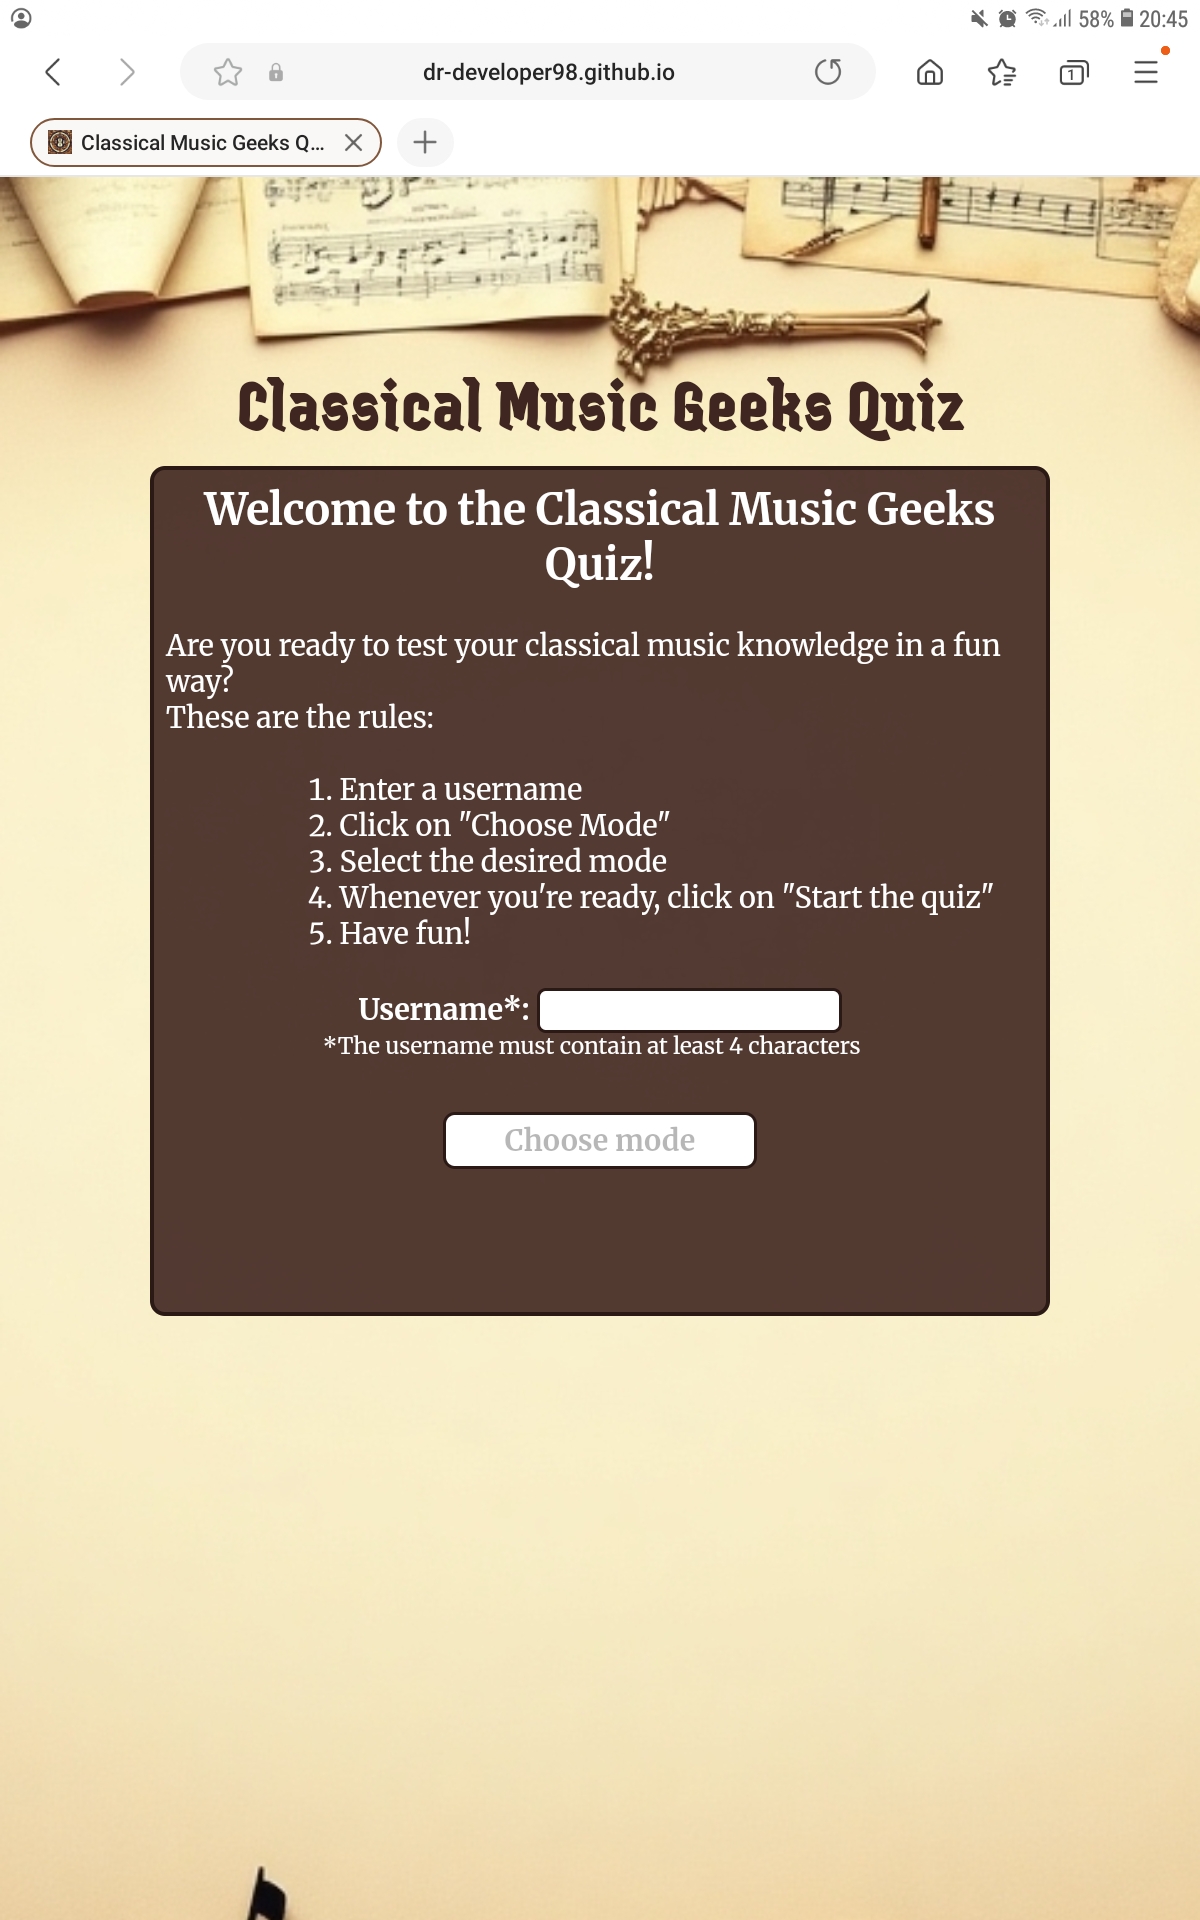 58% 20:45
dr-developer98.github.io
1
Classical Music Geeks Q...
Classical Music Geeks Quiz
Welcome to the Classical Music Geeks
Quiz!
Are you ready to test your classical music knowledge in a fun
way?
These are the rules:
1. Enter a username
2. Click on "Choose Mode"
3. Select the desired mode
4. Whenever you're ready, click on "Start the quiz"
5. Have fun!
Username*:
*The username must contain at least 4 characters
Choose mode